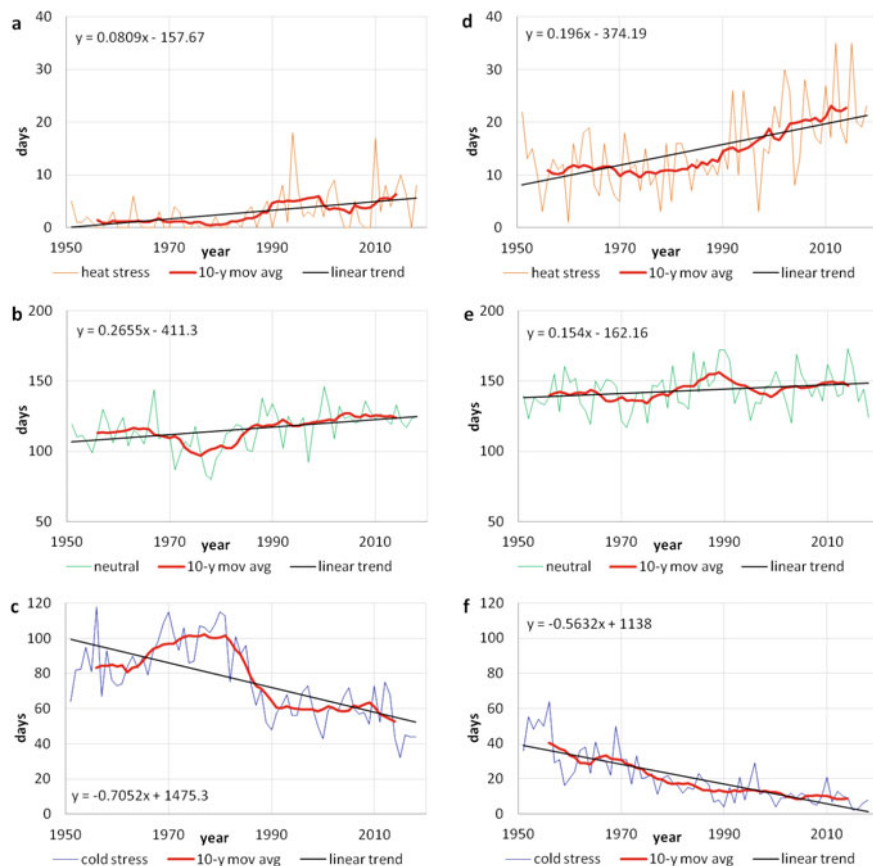 a
y = 0.0809x - 157.67
40
30
20
10
0
days
1950
1970
1990
2010
year
heat stress
10-y mov avg
linear trend
d
y = 0.196x - 374.19
40
30
20
10
0
days
1950
1970
1990
2010
year
heat stress
10-y mov avg
linear trend
b
y = 0.2655x - 411.3
200
150
100
50
days
1950
1970
1990
2010
year
neutral
10-y mov avg
linear trend
e
y = 0.154x - 162.16
200
150
100
50
days
1950
1970
1990
2010
year
neutral
10-y mov avg
linear trend
c
120
100
80
60
40
20
0
days
y = -0.7052x + 1475.3
1950
1970
1990
2010
year
cold stress
10-y mov avg
linear trend
f
y = -0.5632x + 1138
120
100
80
60
40
20
0
days
1950
1970
1990
2010
year
cold stress
10-y mov avg
linear trend